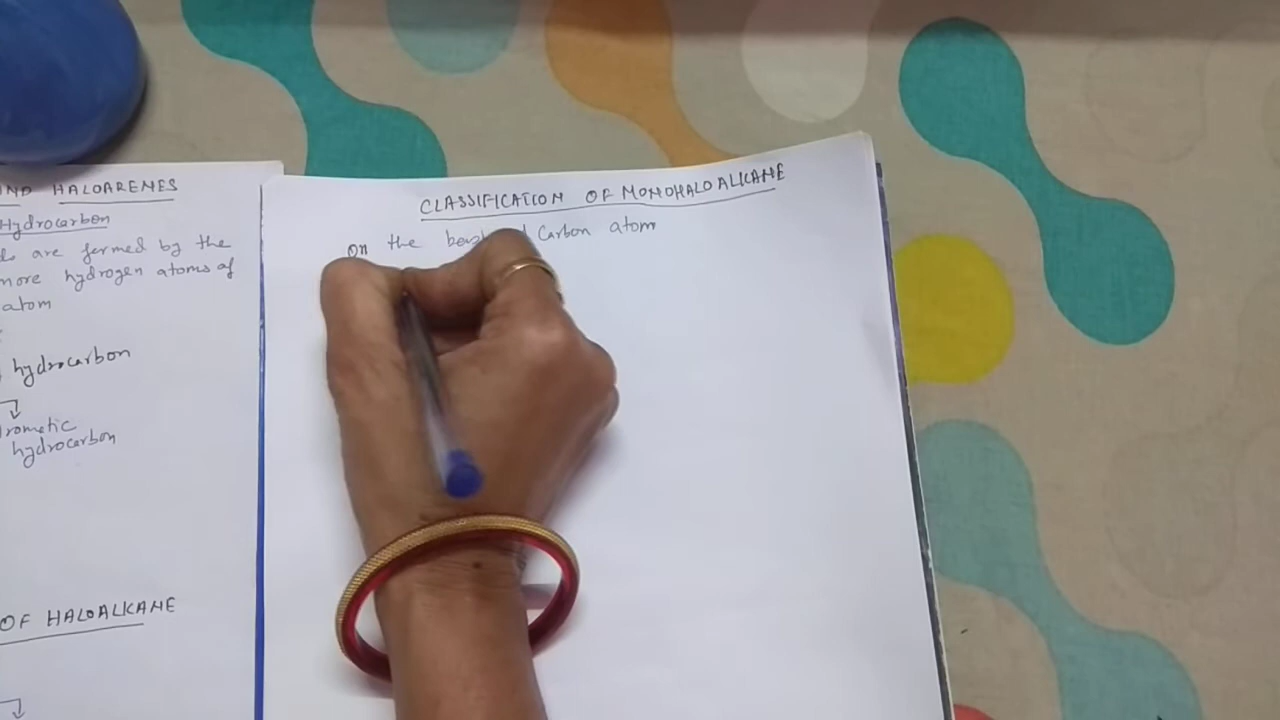 AND HALOARENES
Hydrocarbon
are formed by the
more hydrogen atoms of
atom
hydrocarbon
hydrocarbon
OF HALOALKANE
CLASSIFICATION OF MONOHALOALKANE
On the Carbon atom